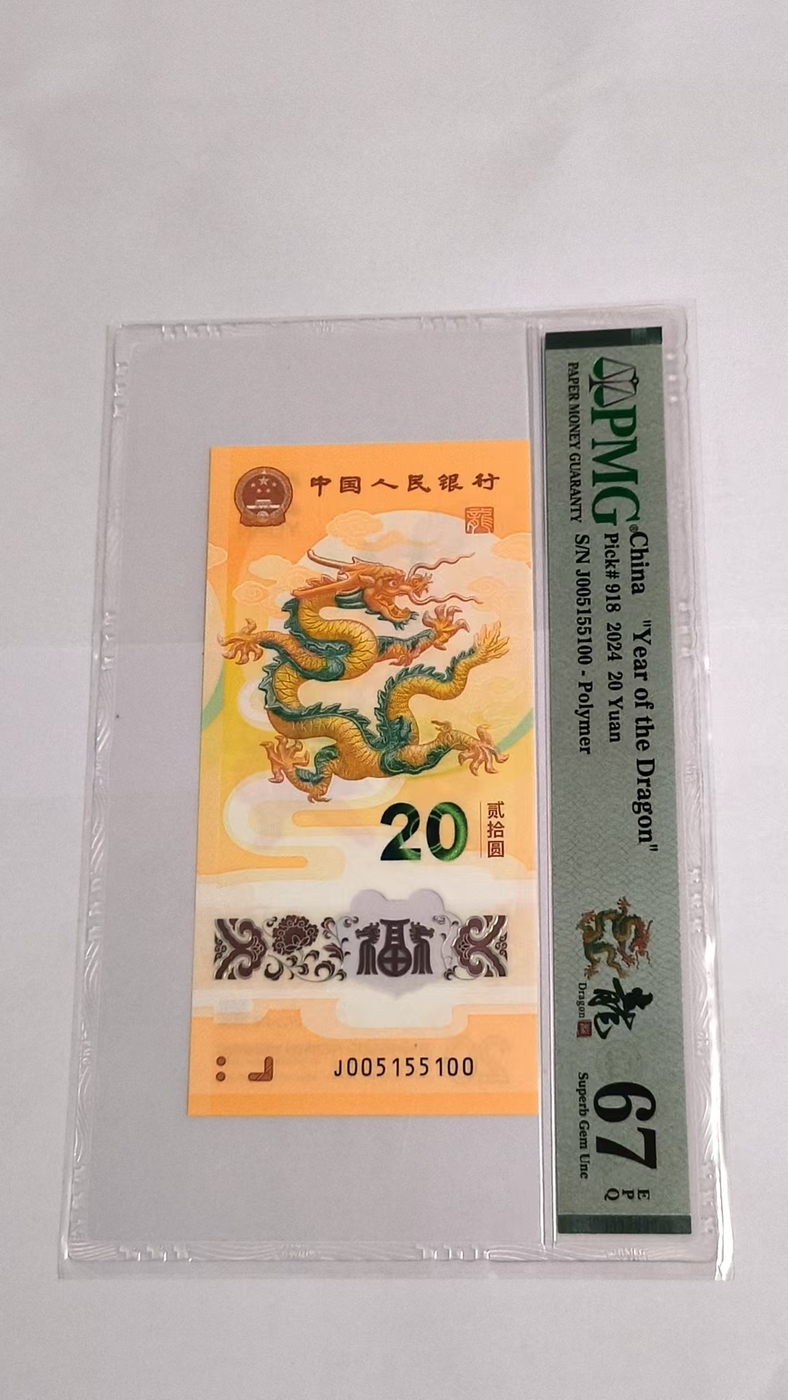 中国人民银行
龍
20
贰拾圆
福
J005155100
PMG®
PAPER MONEY GUARANTY
China "Year of the Dragon"
Pick# 918 2024 20 Yuan
S/N J005155100 - Polymer
龍
Dragon
67
EPQ
Superb Gem Unc